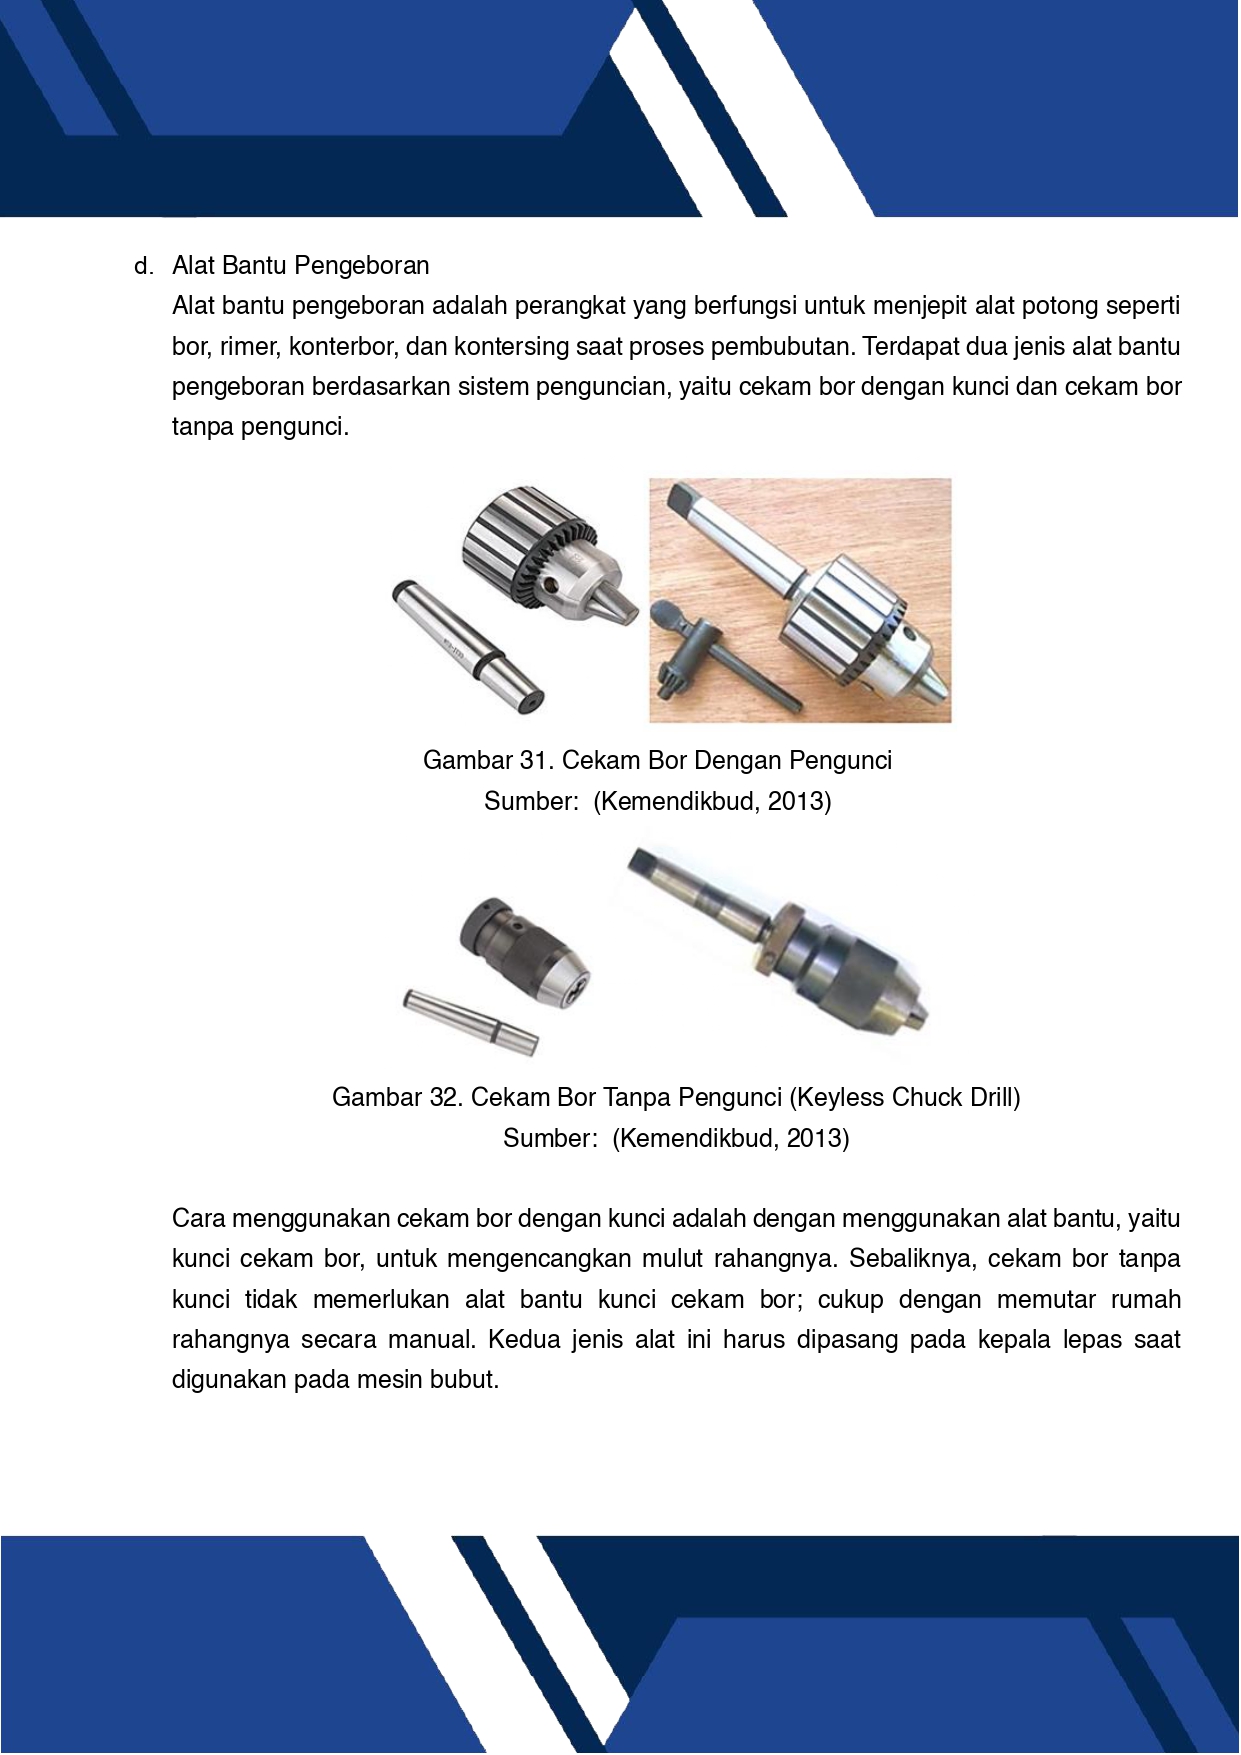 d. Alat Bantu Pengeboran
Alat bantu pengeboran adalah perangkat yang berfungsi untuk menjepit alat potong seperti
bor, rimer, konterbor, dan kontersing saat proses pembubutan. Terdapat dua jenis alat bantu
pengeboran berdasarkan sistem penguncian, yaitu cekam bor dengan kunci dan cekam bor
tanpa pengunci.
Gambar 31. Cekam Bor Dengan Pengunci
Sumber: (Kemendikbud, 2013)
Gambar 32. Cekam Bor Tanpa Pengunci (Keyless Chuck Drill)
Sumber: (Kemendikbud, 2013)
Cara menggunakan cekam bor dengan kunci adalah dengan menggunakan alat bantu, yaitu
kunci cekam bor, untuk mengencangkan mulut rahangnya. Sebaliknya, cekam bor tanpa
kunci tidak memerlukan alat bantu kunci cekam bor; cukup dengan memutar rumah
rahangnya secara manual. Kedua jenis alat ini harus dipasang pada kepala lepas saat
digunakan pada mesin bubut.